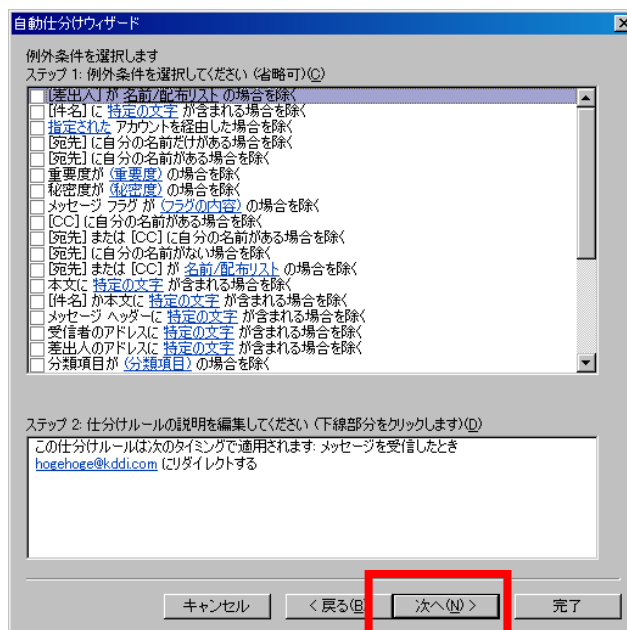 自動仕分けウィザード
例外条件を選択します
ステップ 1: 例外条件を選択してください (省略可)(C)
[差出人] が 名前/配布リスト の場合を除く
[件名] に 特定の文字 が含まれる場合を除く
指定された アカウントを経由した場合を除く
[宛先] に自分の名前だけがある場合を除く
[宛先] に自分の名前がある場合を除く
重要度が (重要度) の場合を除く
秘密度が (秘密度) の場合を除く
メッセージ フラグ が (フラグの内容) の場合を除く
[CC] に自分の名前がある場合を除く
[宛先] または [CC] に自分の名前がある場合を除く
[宛先] に自分の名前がない場合を除く
[宛先] または [CC] が 名前/配布リスト の場合を除く
本文に 特定の文字 が含まれる場合を除く
[件名] か本文に 特定の文字 が含まれる場合を除く
メッセージ ヘッダーに 特定の文字 が含まれる場合を除く
受信者のアドレスに 特定の文字 が含まれる場合を除く
差出人のアドレスに 特定の文字 が含まれる場合を除く
分類項目が (分類項目) の場合を除く
ステップ 2: 仕分けルールの説明を編集してください (下線部分をクリックします)(D)
この仕分けルールは次のタイミングで適用されます: メッセージを受信したとき
hogehoge@kddi.com にリダイレクトする
キャンセル < 戻る(B 次へ(N) > 完了